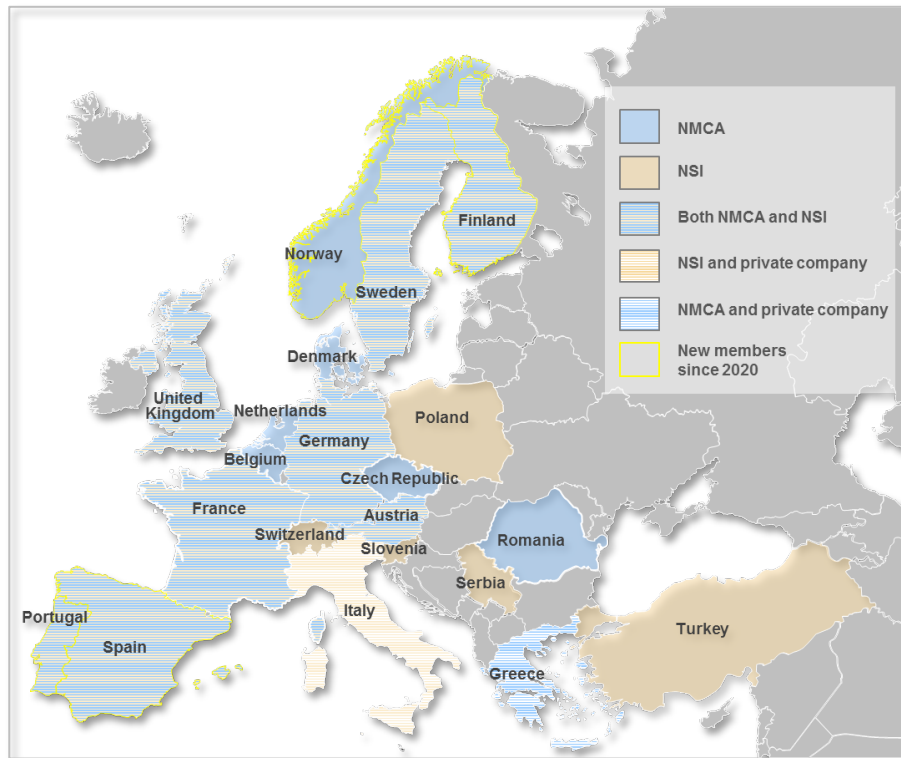 NMCA
NSI
Both NMCA and NSI
NSI and private company
NMCA and private company
New members
since 2020
Finland
Norway
Sweden
Denmark
United
Kingdom
Netherlands
Germany
Poland
Belgium
Czech Republic
France
Austria
Switzerland
Slovenia
Romania
Serbia
Italy
Portugal
Spain
Turkey
Greece